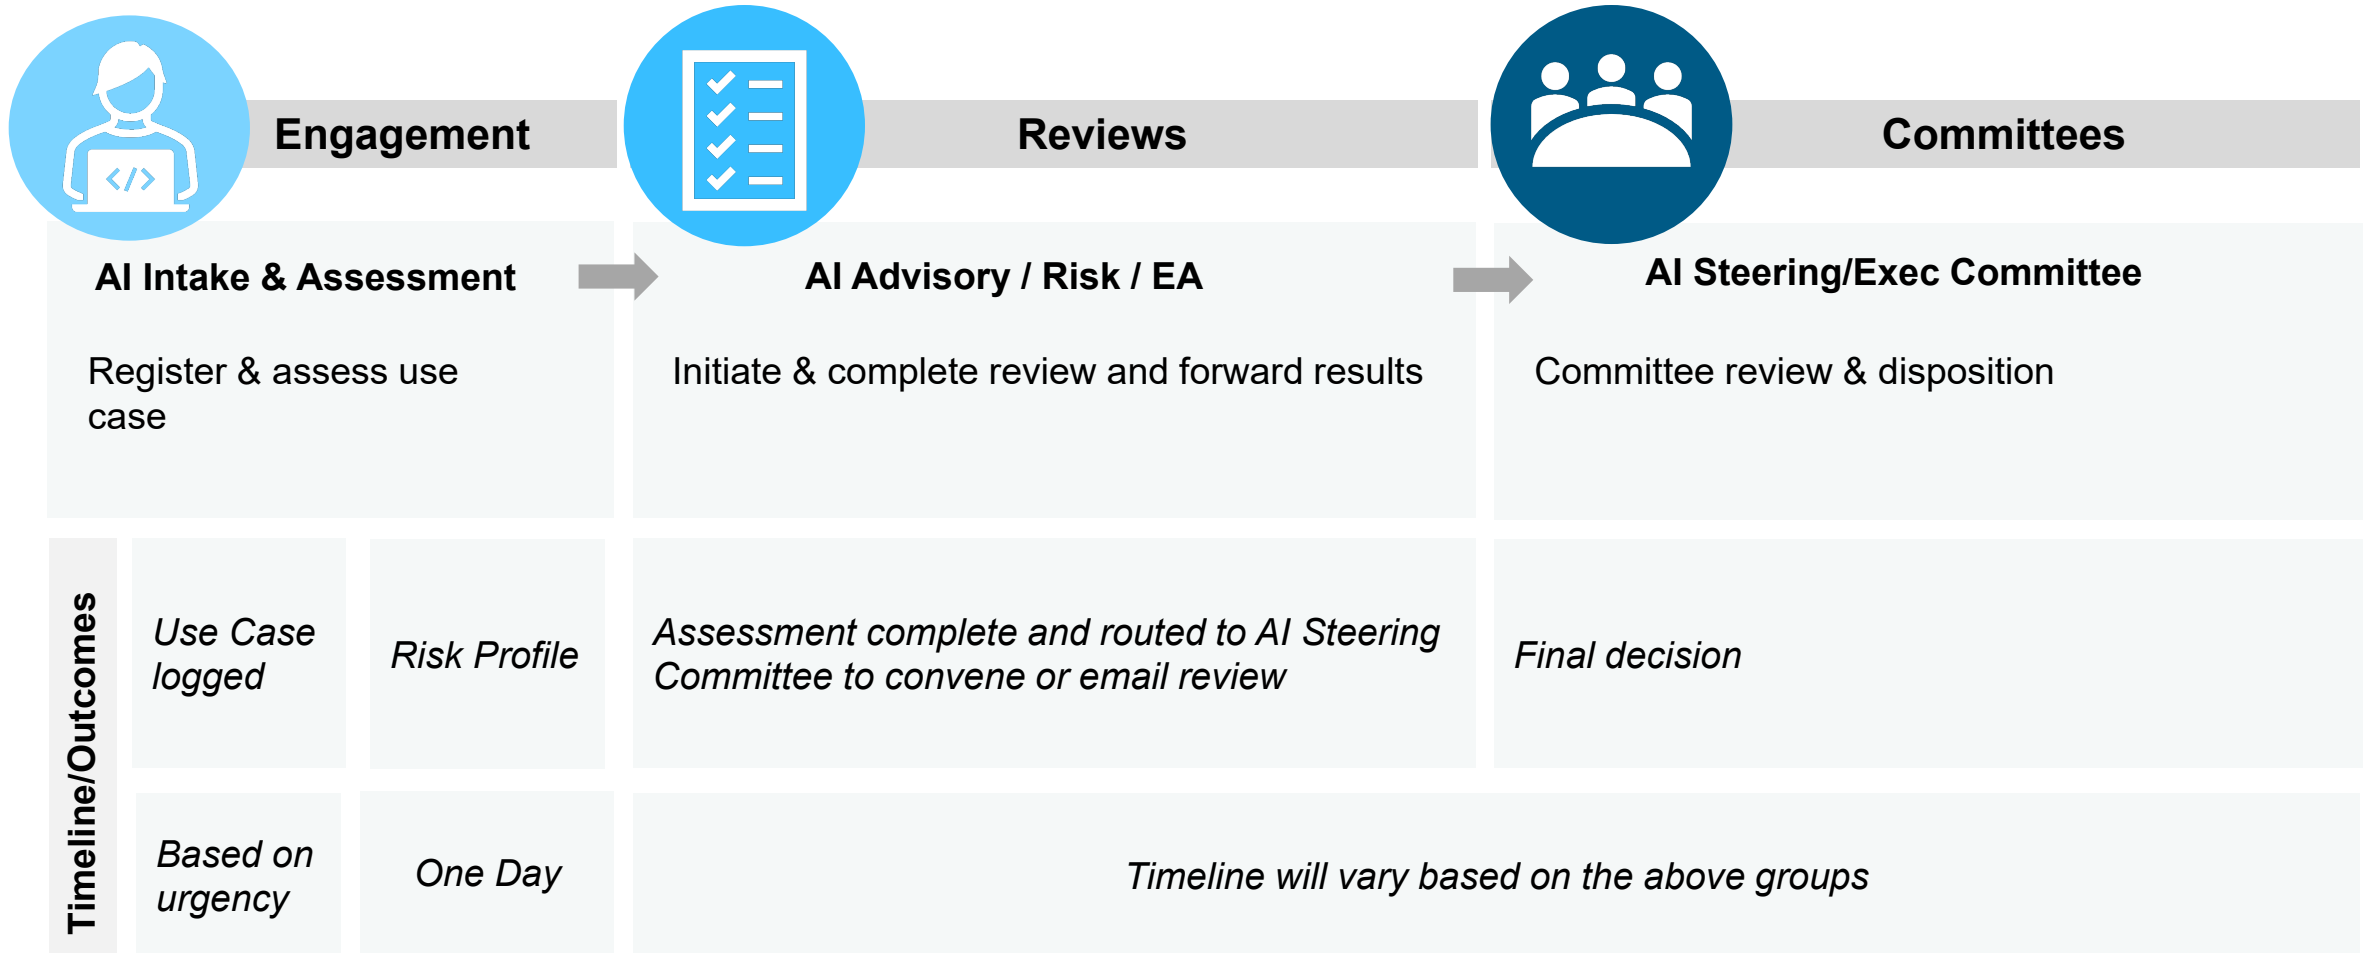 Engagement
Reviews
Committees
</>
AI Intake & Assessment
AI Advisory / Risk / EA
AI Steering/Exec Committee
Register & assess use
case
Initiate & complete review and forward results
Committee review & disposition
Timeline/Outcomes
Use Case
logged
Risk Profile
Assessment complete and routed to AI Steering
Committee to convene or email review
Final decision
Based on
urgency
One Day
Timeline will vary based on the above groups